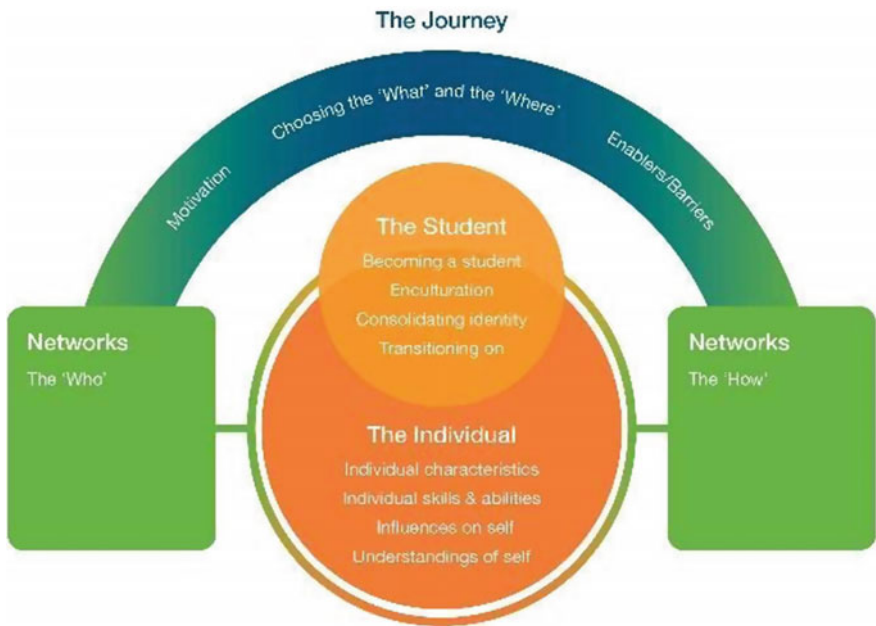 The Journey
Motivation
Choosing the 'What' and the 'Where'
Enablers/Barriers
The Student
Becoming a student
Enculturation
Consolidating identity
Transitioning on
Networks
The 'Who'
Networks
The 'How'
The Individual
Individual characteristics
Individual skills & abilities
Influences on self
Understandings of self